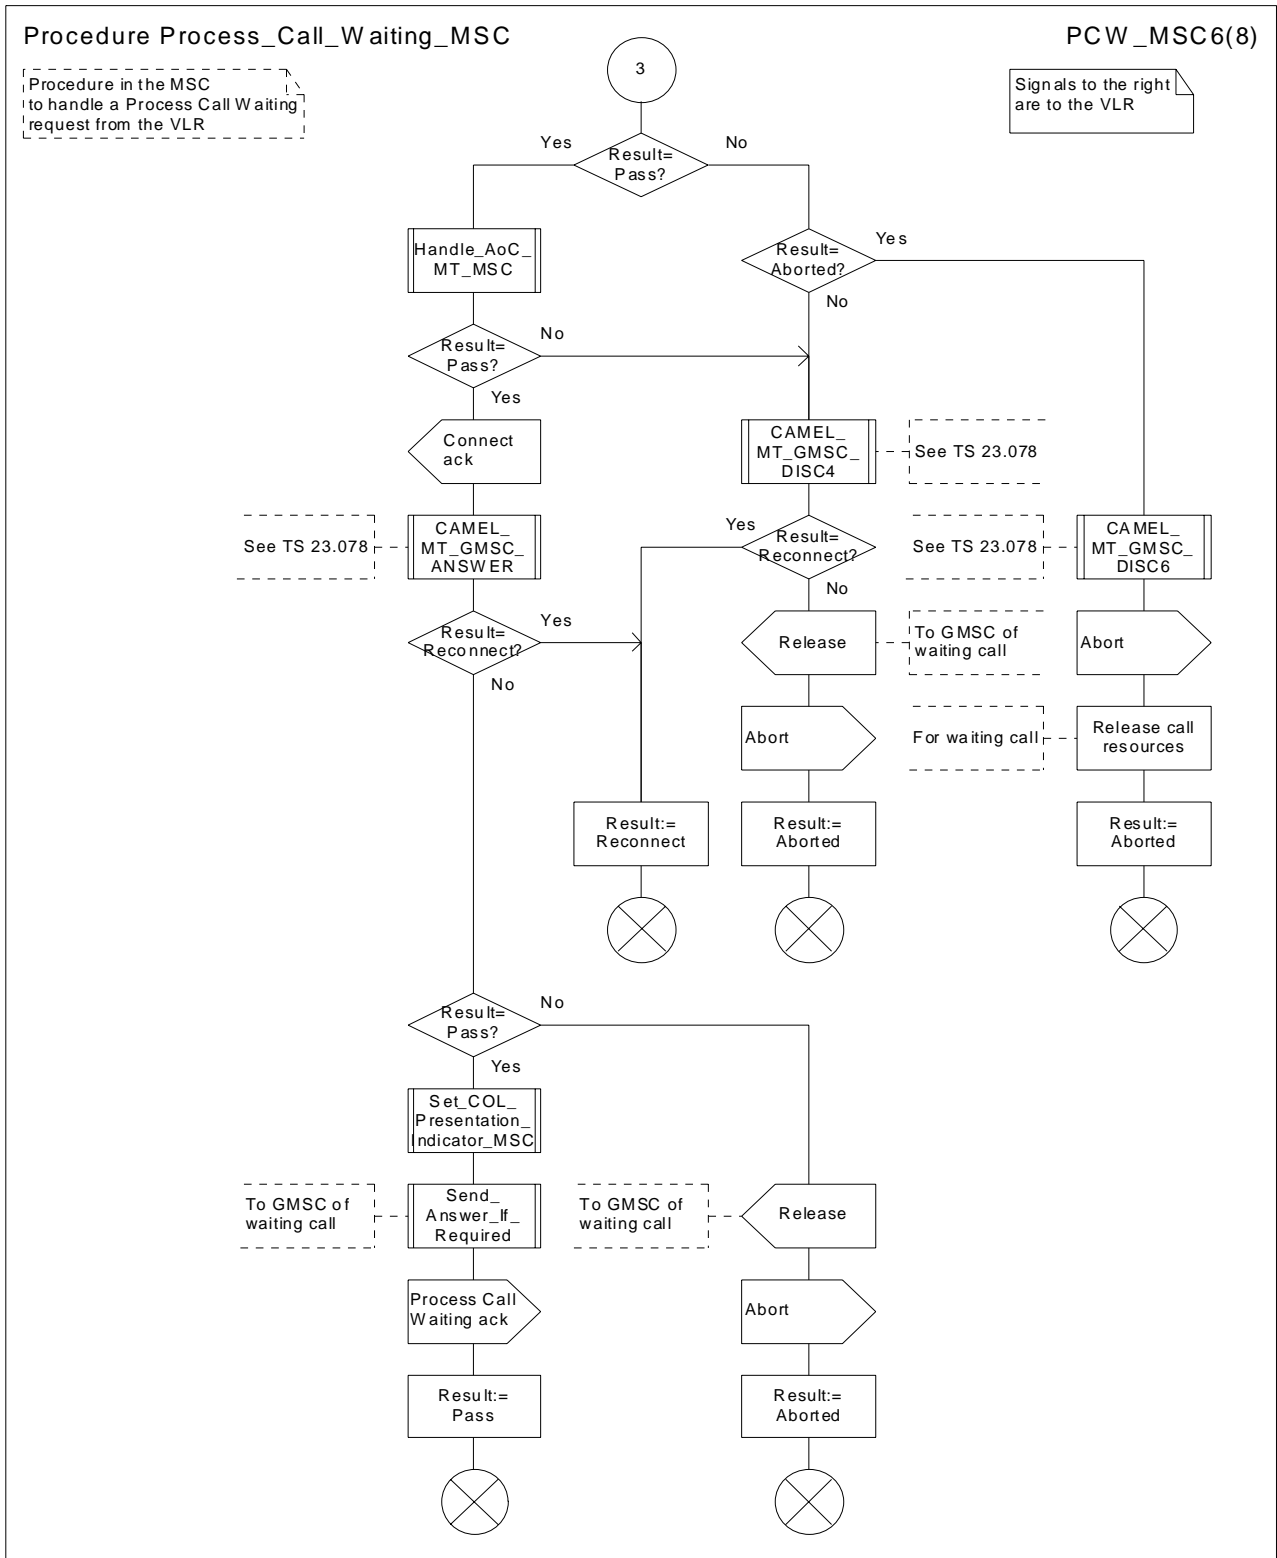 Procedure Process_Call_Waiting_MSC
PCW_MSC6(8)
Procedure in the MSC
to handle a Process Call Waiting
request from the VLR
3
Signals to the right
are to the VLR
Yes
Result=
Pass?
No
Handle_AoC_
MT_MSC
Result=
Aborted?
Yes
No
Result=
Pass?
No
Yes
Connect
ack
CAMEL_
MT_GMSC_
DISC4
See TS 23.078
See TS 23.078
CAMEL_
MT_GMSC_
ANSWER
Yes
Result=
Reconnect?
No
See TS 23.078
CAMEL_
MT_GMSC_
DISC6
Result=
Reconnect?
Yes
No
Release
To GMSC of
waiting call
Abort
Abort
For waiting call
Release call
resources
Result:=
Reconnect
Result:=
Aborted
Result:=
Aborted
Result=
Pass?
No
Yes
Set_COL_
Presentation_
Indicator_MSC
To GMSC of
waiting call
Send_
Answer_If_
Required
To GMSC of
waiting call
Release
Process Call
Waiting ack
Abort
Result:=
Pass
Result:=
Aborted